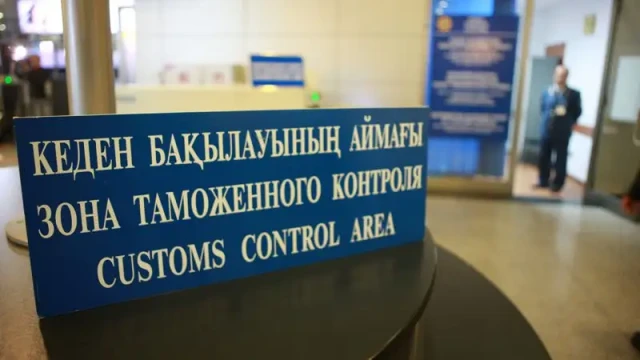 КЕДЕН БАҚЫЛАУЫНЫҢ АЙМАҒЫ
ЗОНА ТАМОЖЕННОГО КОНТРОЛЯ
CUSTOMS CONTROL AREA